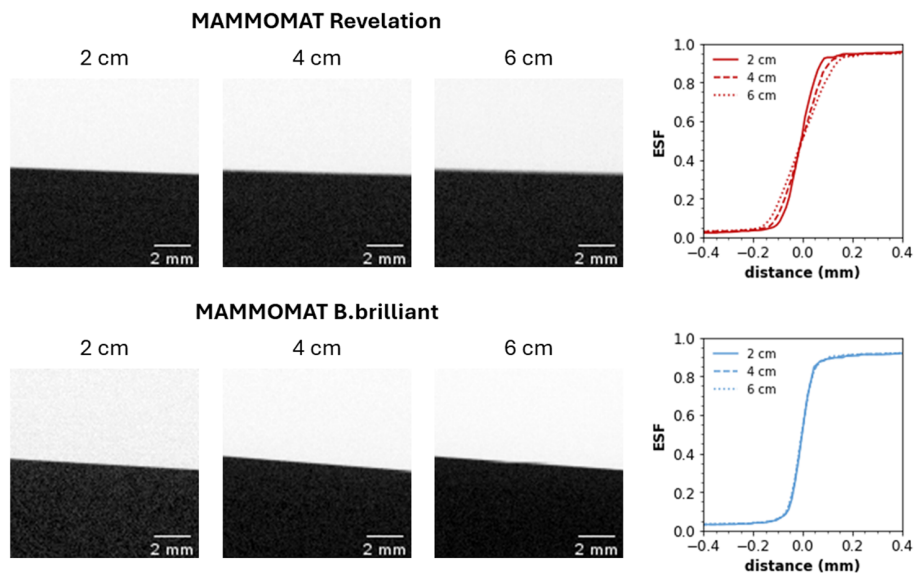 MAMMOMAT Revelation
2 cm 4 cm 6 cm
2 mm 2 mm 2 mm
1.0
0.8
0.6
0.4
0.2
0.0
ESF
2 cm
4 cm
6 cm
−0.4 −0.2 0.0 0.2 0.4
distance (mm)
MAMMOMAT B.brilliant
2 cm 4 cm 6 cm
2 mm 2 mm 2 mm
1.0
0.8
0.6
0.4
0.2
0.0
ESF
2 cm
4 cm
6 cm
−0.4 −0.2 0.0 0.2 0.4
distance (mm)